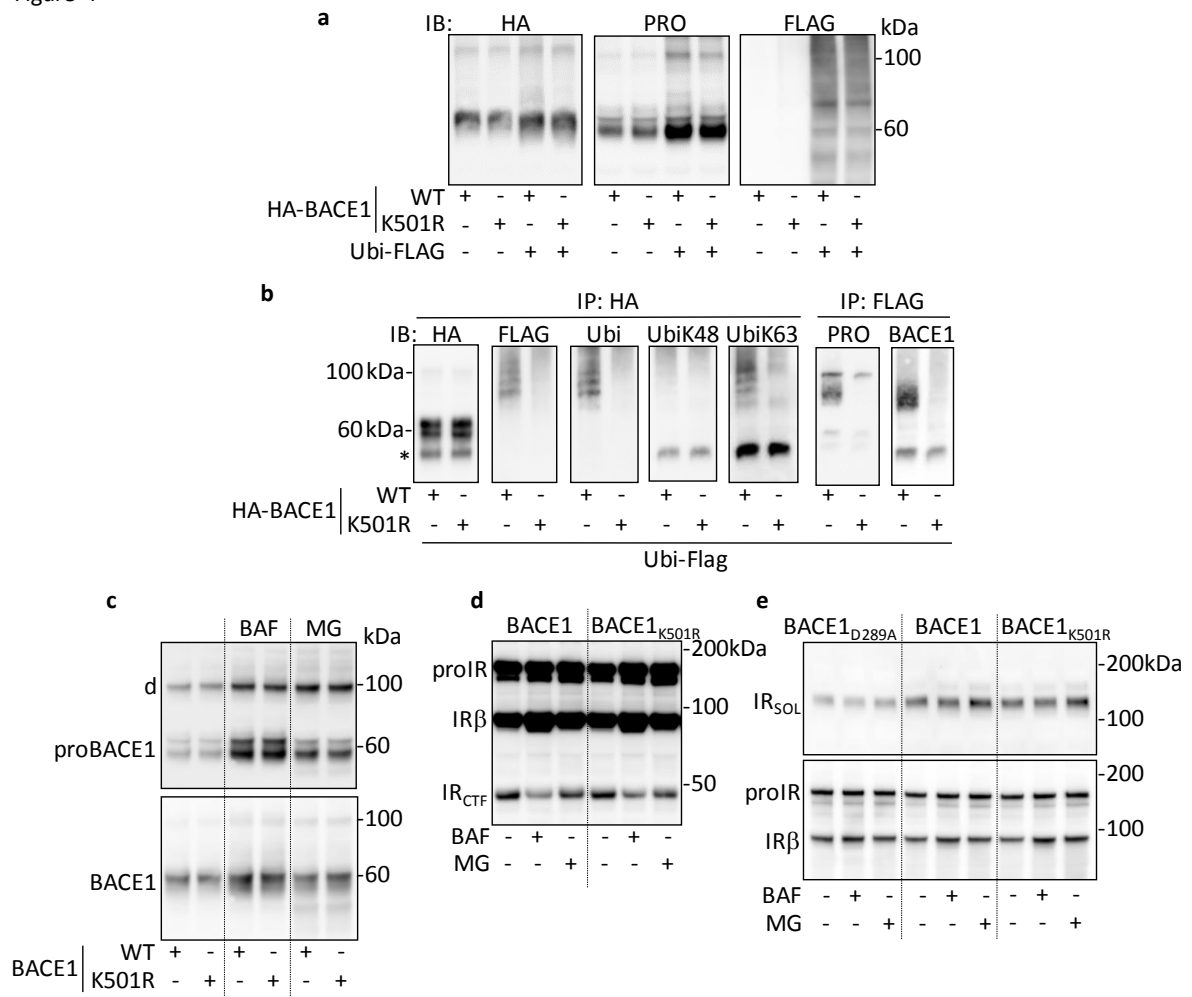 a
IB: HA PRO FLAG kDa
-100
-60
WT + - + - + - + - + - + -
HA-BACE1 K501R - + - + - + - + - + - +
Ubi-FLAG - - + + - - + + - - + +
b
IP: HA IP: FLAG
IB: HA FLAG Ubi UbiK48 UbiK63 PRO BACE1
100 kDa-
60 kDa-
*
WT + - + - + - + - + - + - + -
HA-BACE1 K501R - + - + - + - + - + - + - +
Ubi-Flag
c
BAF MG kDa
d -100
proBACE1 -60
-100
BACE1 -60
WT + - + - + -
BACE1 K501R - + - + - +
d
BACE1 BACE1K501R
-200kDa
proIR
-100
IRβ
-50
IRCTF
BAF - + - - + -
MG - - + - - +
e
BACE1D289A BACE1 BACE1K501R
-200kDa
IRSOL
-100
-200
proIR
-100
IRβ
BAF - + - - + - - + -
MG - - + - - + - - +